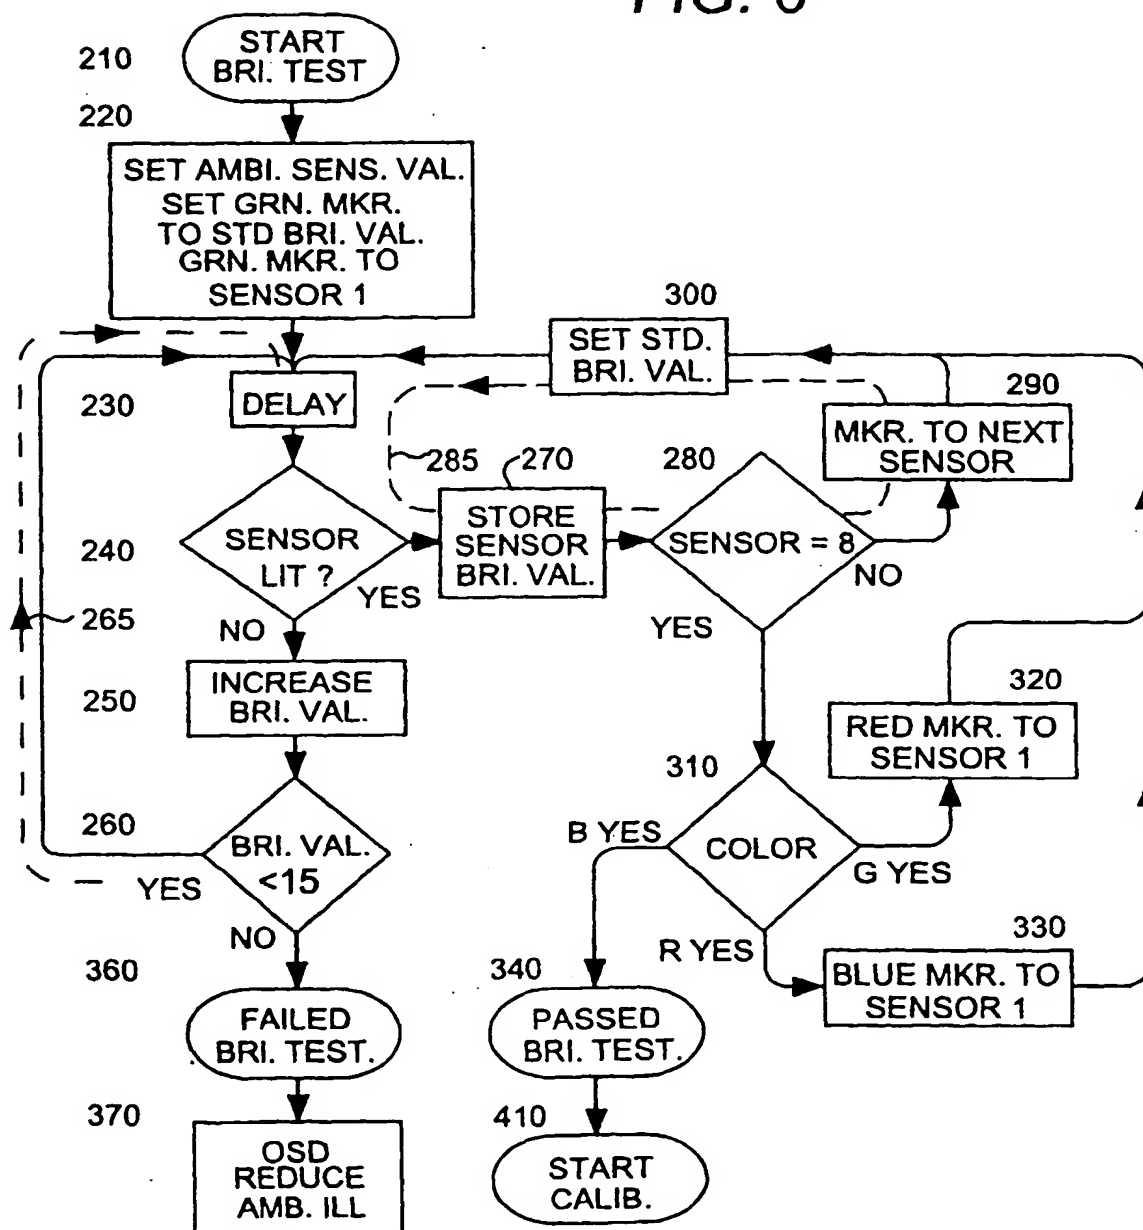 FIG. 6
210
START
BRI. TEST
220
SET AMBI. SENS. VAL.
SET GRN. MKR.
TO STD BRI. VAL.
GRN. MKR. TO
SENSOR 1
300
SET STD.
BRI. VAL.
230
DELAY
290
MKR. TO NEXT
SENSOR
285
270
280
STORE
SENSOR
BRI. VAL.
240
SENSOR
LIT ?
YES
SENSOR = 8
NO
YES
265
NO
250
INCREASE
BRI. VAL.
320
RED MKR. TO
SENSOR 1
310
260
BRI. VAL.
<15
YES
NO
B YES
COLOR
G YES
R YES
330
BLUE MKR. TO
SENSOR 1
360
FAILED
BRI. TEST.
340
PASSED
BRI. TEST.
370
OSD
REDUCE
AMB. ILL
410
START
CALIB.